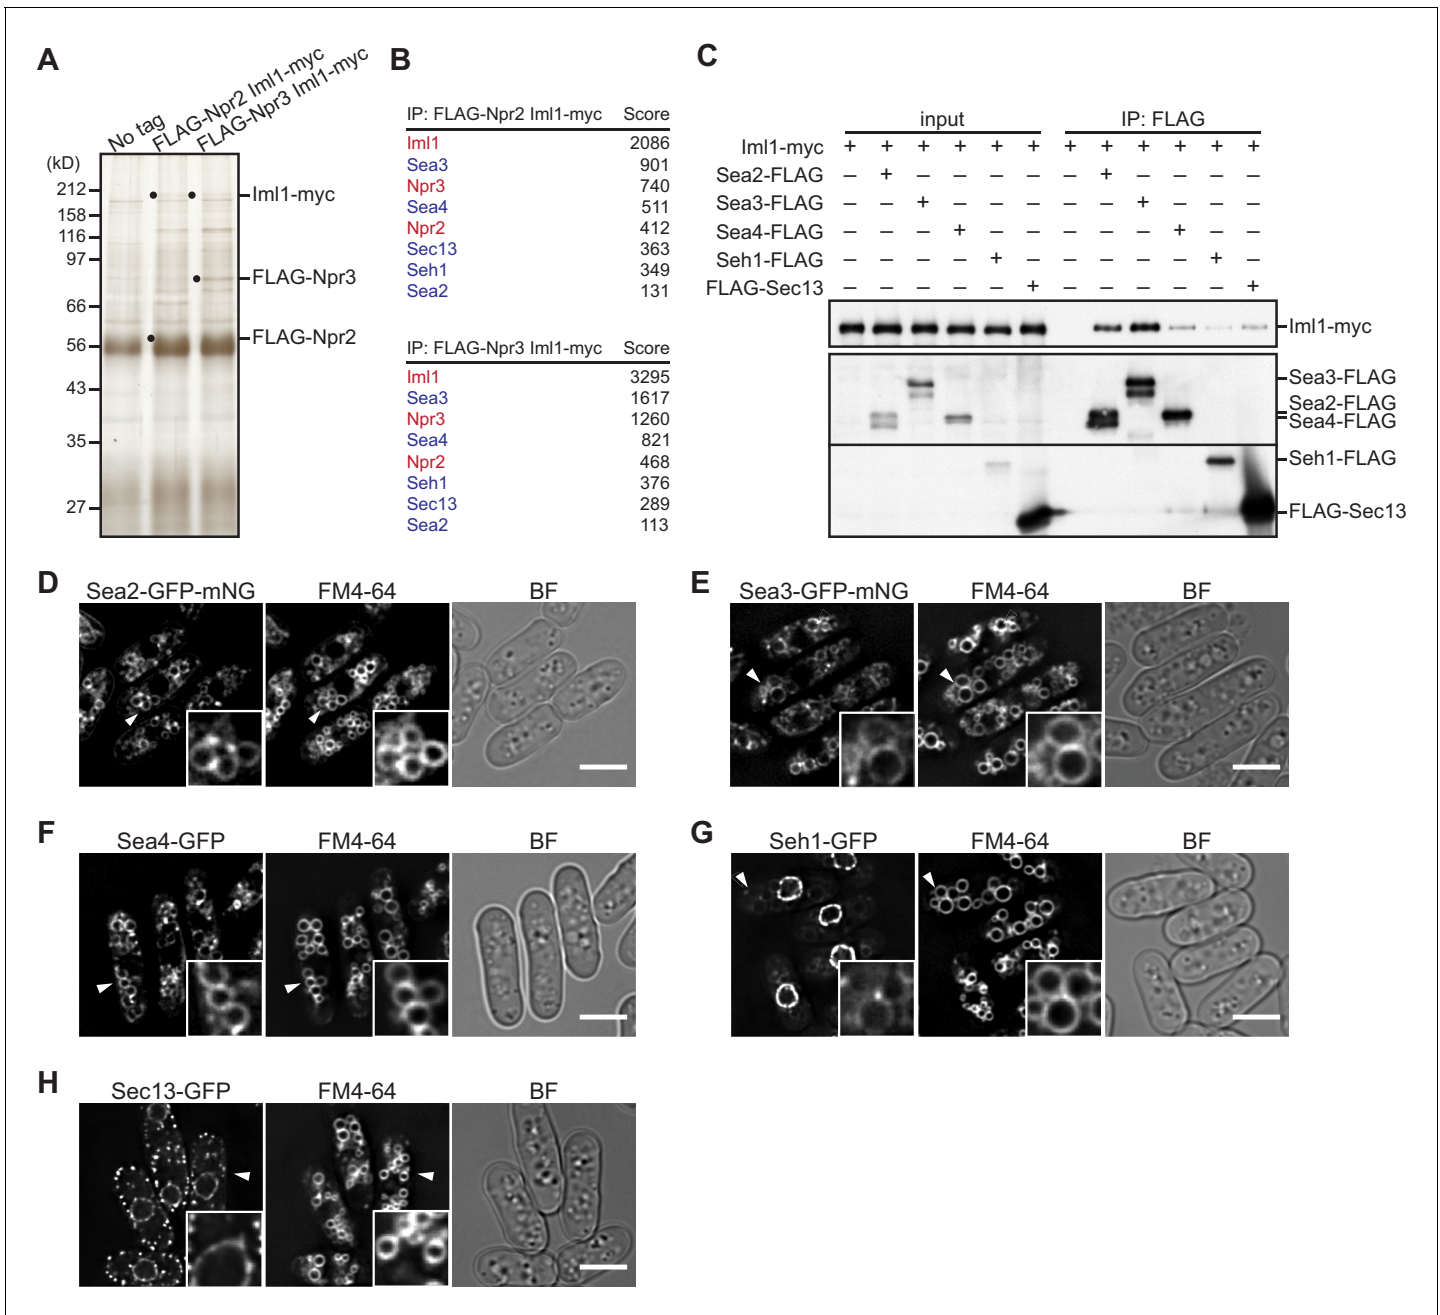 A
No tag
FLAG-Npr2 Iml1-myc
FLAG-Npr3 Iml1-myc
(kD)
212
158
116
97
66
56
43
35
27
Iml1-myc
FLAG-Npr3
FLAG-Npr2
B
IP: FLAG-Npr2 Iml1-myc Score
Iml1 2086
Sea3 901
Npr3 740
Sea4 511
Npr2 412
Sec13 363
Seh1 349
Sea2 131
IP: FLAG-Npr3 Iml1-myc Score
Iml1 3295
Sea3 1617
Npr3 1260
Sea4 821
Npr2 468
Seh1 376
Sec13 289
Sea2 113
C
input IP: FLAG
Iml1-myc + + + + + + + + + + + +
Sea2-FLAG – + – – – – – + – – – –
Sea3-FLAG – – + – – – – – + – – –
Sea4-FLAG – – – + – – – – – + – –
Seh1-FLAG – – – – + – – – – – + –
FLAG-Sec13 – – – – – + – – – – – +
Iml1-myc
Sea3-FLAG
Sea2-FLAG
Sea4-FLAG
Seh1-FLAG
FLAG-Sec13
D
Sea2-GFP-mNG FM4-64 BF
E
Sea3-GFP-mNG FM4-64 BF
F
Sea4-GFP FM4-64 BF
G
Seh1-GFP FM4-64 BF
H
Sec13-GFP FM4-64 BF